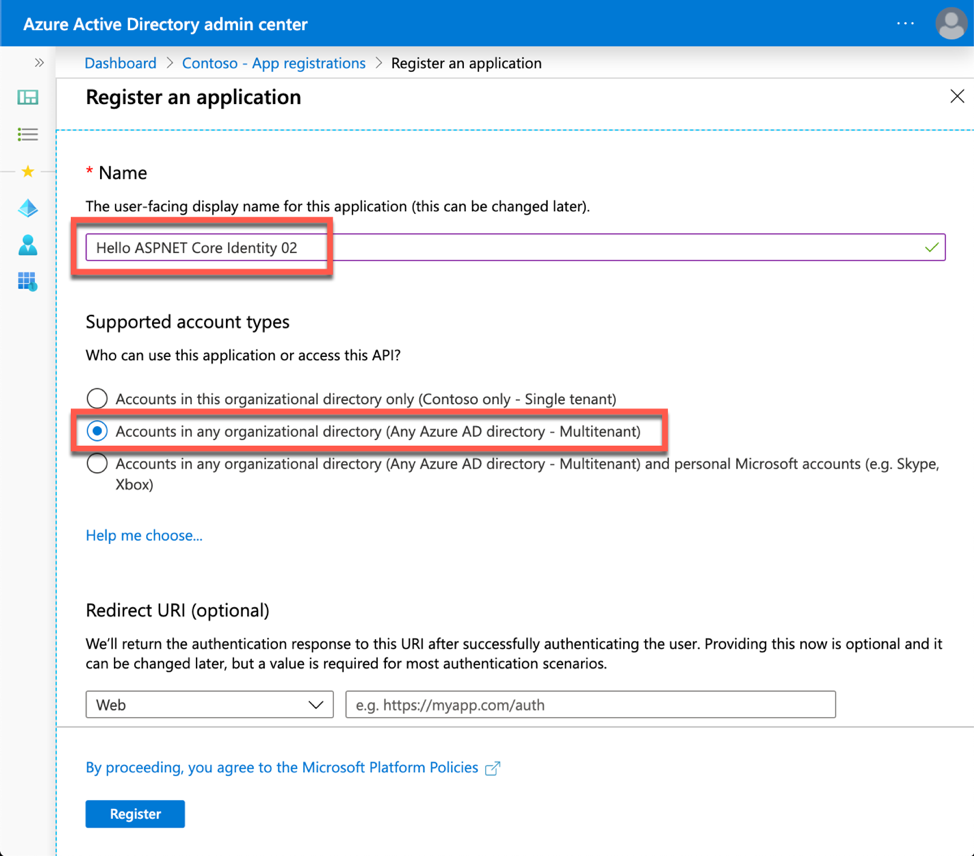 Azure Active Directory admin center
Dashboard > Contoso - App registrations > Register an application
Register an application
* Name
The user-facing display name for this application (this can be changed later).
Hello ASPNET Core Identity 02
Supported account types
Who can use this application or access this API?
Accounts in this organizational directory only (Contoso only - Single tenant)
Accounts in any organizational directory (Any Azure AD directory - Multitenant)
Accounts in any organizational directory (Any Azure AD directory - Multitenant) and personal Microsoft accounts (e.g. Skype,
Xbox)
Help me choose...
Redirect URI (optional)
We'll return the authentication response to this URI after successfully authenticating the user. Providing this now is optional and it
can be changed later, but a value is required for most authentication scenarios.
Web
e.g. https://myapp.com/auth
By proceeding, you agree to the Microsoft Platform Policies
Register